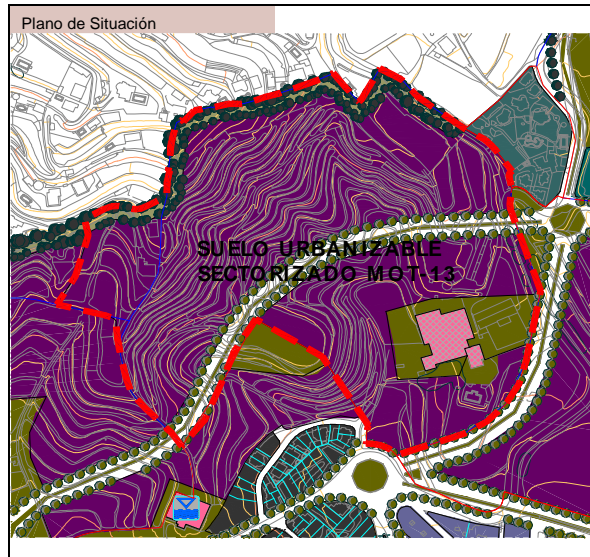 Plano de Situación
SUELO URBANIZABLE
SECTORIZADO MOT-13